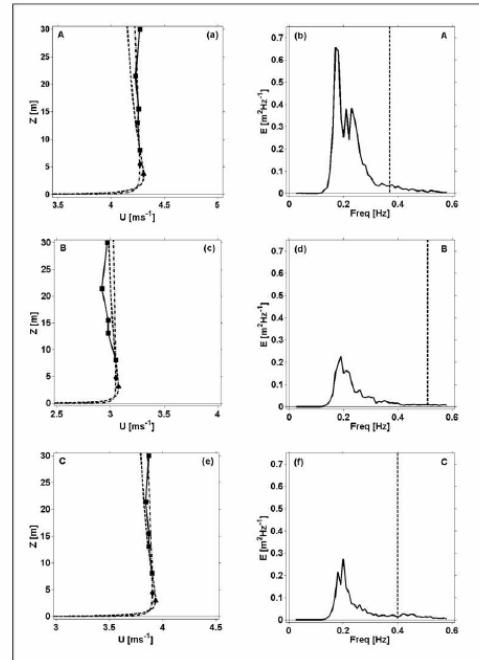 A
(a)
30
25
20
15
10
5
0
Z [m]
3.5
4
4.5
5
U [ms⁻¹]
(b)
A
0.7
0.6
0.5
0.4
0.3
0.2
0.1
0
E [m²Hz⁻¹]
0
0.2
0.4
0.6
Freq [Hz]
B
(c)
30
25
20
15
10
5
0
Z [m]
2.5
3
3.5
4
U [ms⁻¹]
(d)
B
0.7
0.6
0.5
0.4
0.3
0.2
0.1
0
E [m²Hz⁻¹]
0
0.2
0.4
0.6
Freq [Hz]
C
(e)
30
25
20
15
10
5
0
Z [m]
3
3.5
4
4.5
U [ms⁻¹]
(f)
C
0.7
0.6
0.5
0.4
0.3
0.2
0.1
0
E [m²Hz⁻¹]
0
0.2
0.4
0.6
Freq [Hz]